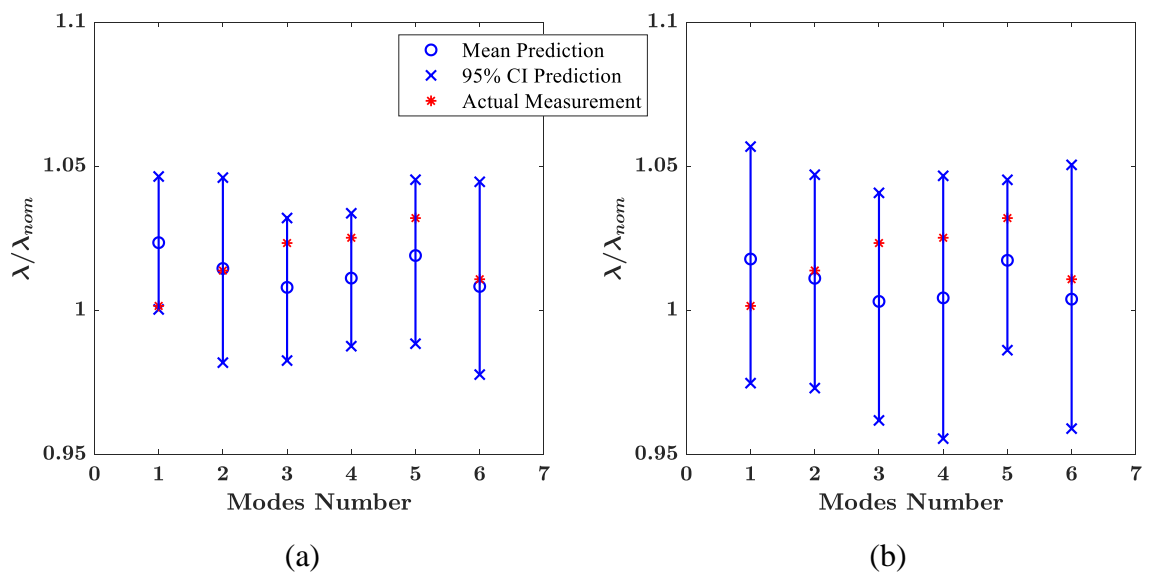 1.1
1.05
1
0.95
λ/λnom
0 1 2 3 4 5 6 7
Modes Number
(a)
Mean Prediction
95% CI Prediction
Actual Measurement
1.1
1.05
1
0.95
λ/λnom
0 1 2 3 4 5 6 7
Modes Number
(b)